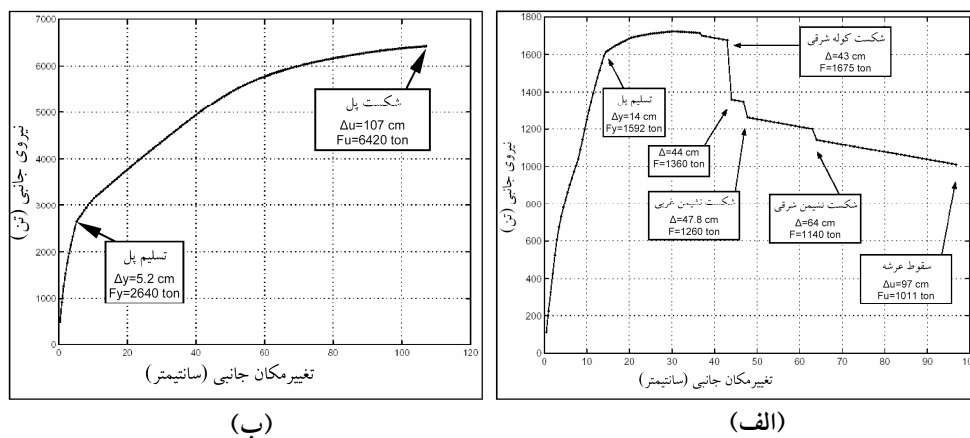 7000
6000
5000
4000
3000
2000
1000
0
0 20 40 60 80 100 120
نیروی جانبی (تن)
تغییرمکان جانبی (سانتیمتر)
شکست پل
Δu=107 cm
Fu=6420 ton
تسلیم پل
Δy=5.2 cm
Fy=2640 ton
(ب)
1800
1600
1400
1200
1000
800
600
400
200
0
0 10 20 30 40 50 60 70 80 90 100
نیروی جانبی (تن)
تغییرمکان جانبی (سانتیمتر)
تسلیم پل
Δy=14 cm
Fy=1592 ton
شکست کوله شرقی
Δ=43 cm
F=1675 ton
Δ=44 cm
F=1360 ton
شکست نشیمن غربی
Δ=47.8 cm
F=1260 ton
شکست نشیمن شرقی
Δ=64 cm
F=1140 ton
سقوط عرشه
Δu=97 cm
Fu=1011 ton
(الف)